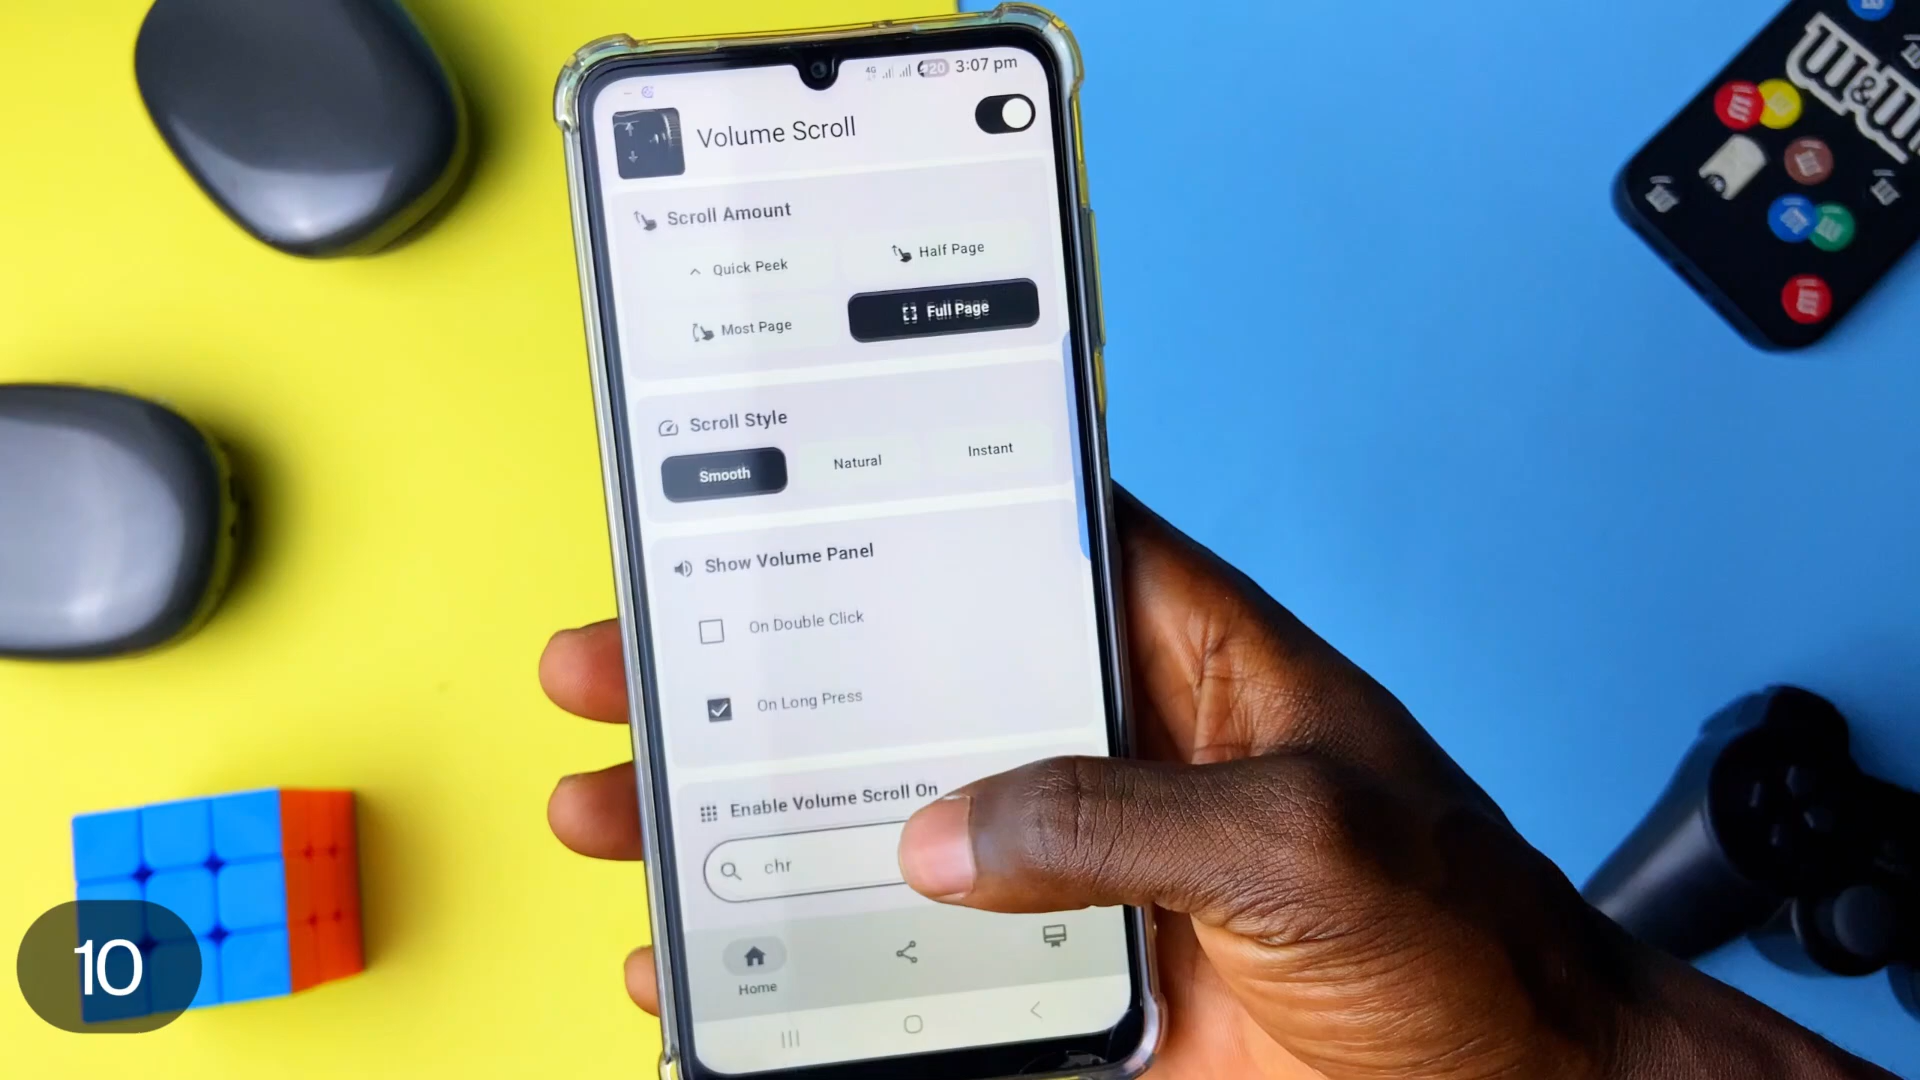 4G 20 3:07 pm
Volume Scroll
Scroll Amount
Quick Peek
Half Page
Most Page
Full Page
Scroll Style
Smooth
Natural
Instant
Show Volume Panel
On Double Click
On Long Press
Enable Volume Scroll On
chr
Home
10